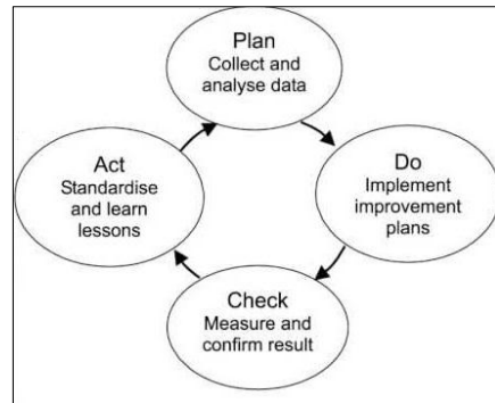 Plan
Collect and
analyse data
Do
Implement
improvement
plans
Check
Measure and
confirm result
Act
Standardise
and learn
lessons